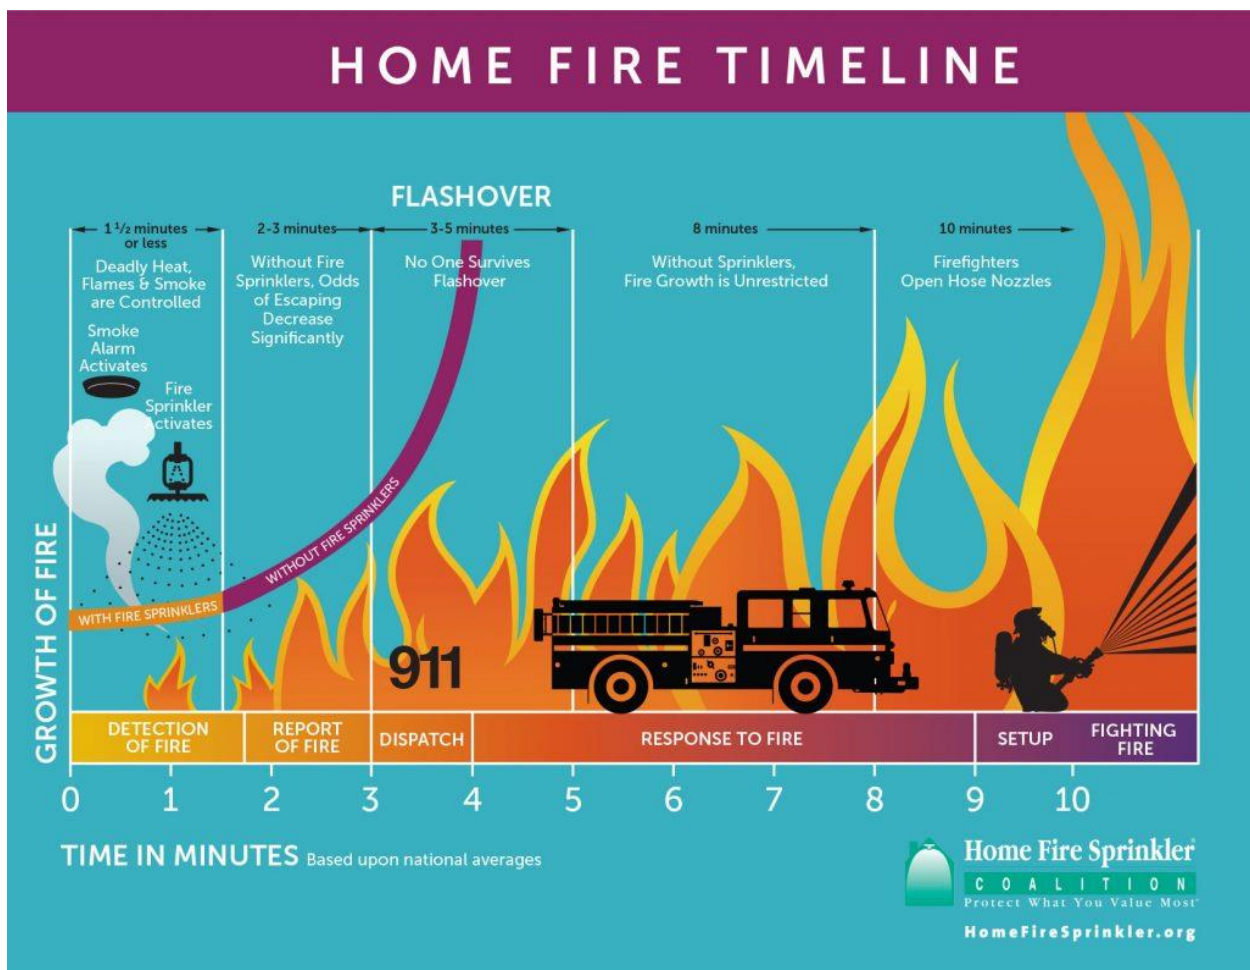 HOME FIRE TIMELINE
FLASHOVER
1 1/2 minutes
or less
Deadly Heat,
Flames & Smoke
are Controlled
Smoke
Alarm
Activates
Fire
Sprinkler
Activates
2-3 minutes
Without Fire
Sprinklers, Odds
of Escaping
Decrease
Significantly
3-5 minutes
No One Survives
Flashover
8 minutes
Without Sprinklers,
Fire Growth is Unrestricted
10 minutes
Firefighters
Open Hose Nozzles
WITH FIRE SPRINKLERS
WITHOUT FIRE SPRINKLERS
911
GROWTH OF FIRE
DETECTION
OF FIRE
REPORT
OF FIRE
DISPATCH
RESPONSE TO FIRE
SETUP
FIGHTING
FIRE
0 1 2 3 4 5 6 7 8 9 10
TIME IN MINUTES Based upon national averages
Home Fire Sprinkler®
COALITION
Protect What You Value Most®
HomeFireSprinkler.org